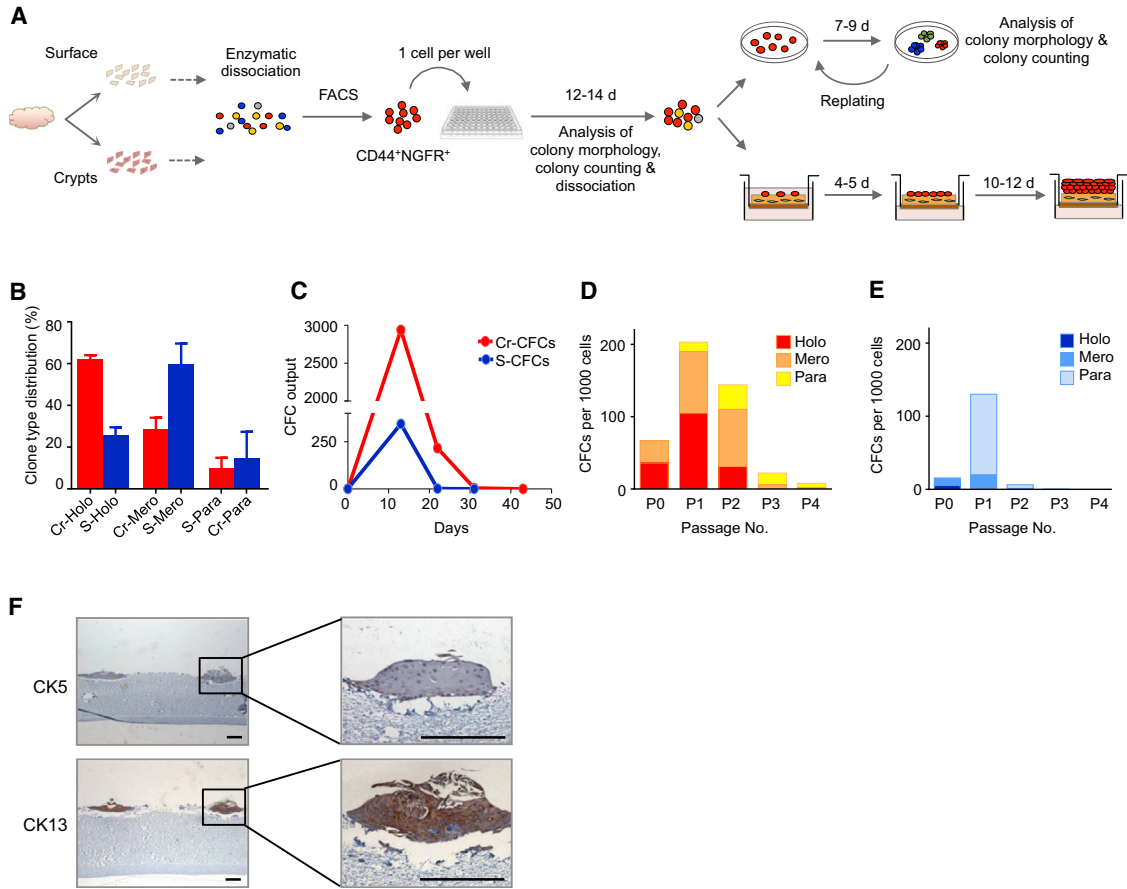 A
Surface
Crypts
Enzymatic
dissociation
FACS
CD44⁺NGFR⁺
1 cell per well
12-14 d
Analysis of
colony morphology,
colony counting &
dissociation
7-9 d
Replating
Analysis of
colony morphology &
colony counting
4-5 d
10-12 d
B
Clone type distribution (%)
80
60
40
20
0
Cr-Holo
S-Holo
Cr-Mero
S-Mero
S-Para
Cr-Para
C
CFC output
3000
2500
2000
250
0
Cr-CFCs
S-CFCs
0 10 20 30 40 50
Days
D
CFCs per 1000 cells
200
100
0
Holo
Mero
Para
P0 P1 P2 P3 P4
Passage No.
E
CFCs per 1000 cells
200
100
0
Holo
Mero
Para
P0 P1 P2 P3 P4
Passage No.
F
CK5
CK13